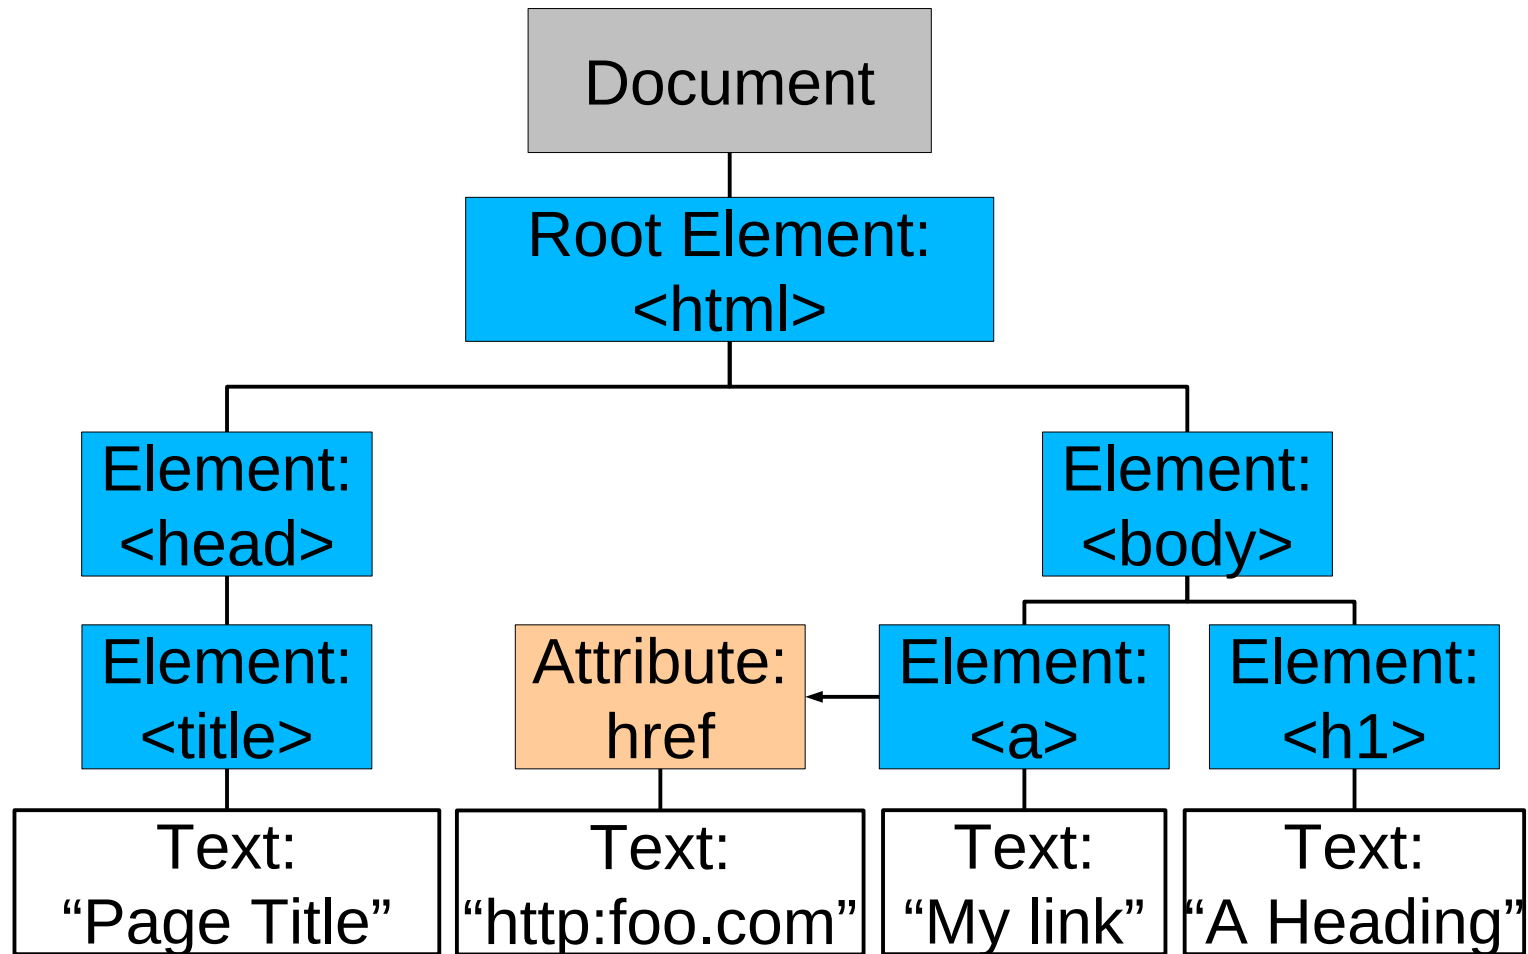 Document
Root Element:
<html>
Element:
<head>
Element:
<body>
Element:
<title>
Attribute:
href
Element:
<a>
Element:
<h1>
Text:
“Page Title”
Text:
“http:foo.com”
Text:
“My link”
Text:
“A Heading”